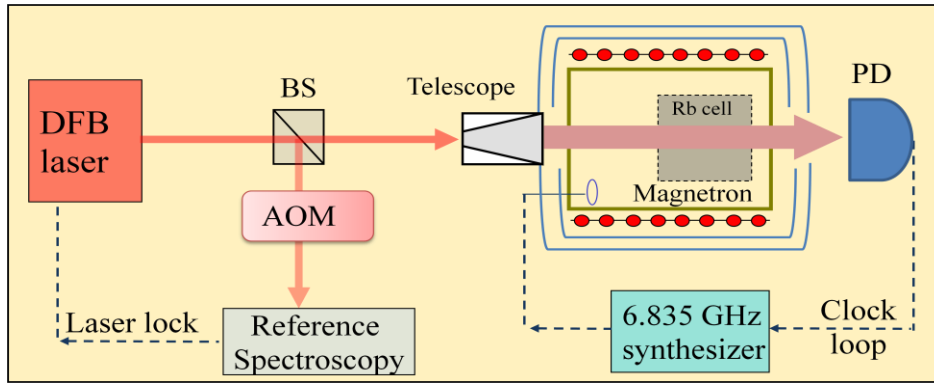 DFB
laser
BS
AOM
Telescope
Rb cell
Magnetron
PD
Laser lock
Reference
Spectroscopy
6.835 GHz
synthesizer
Clock
loop